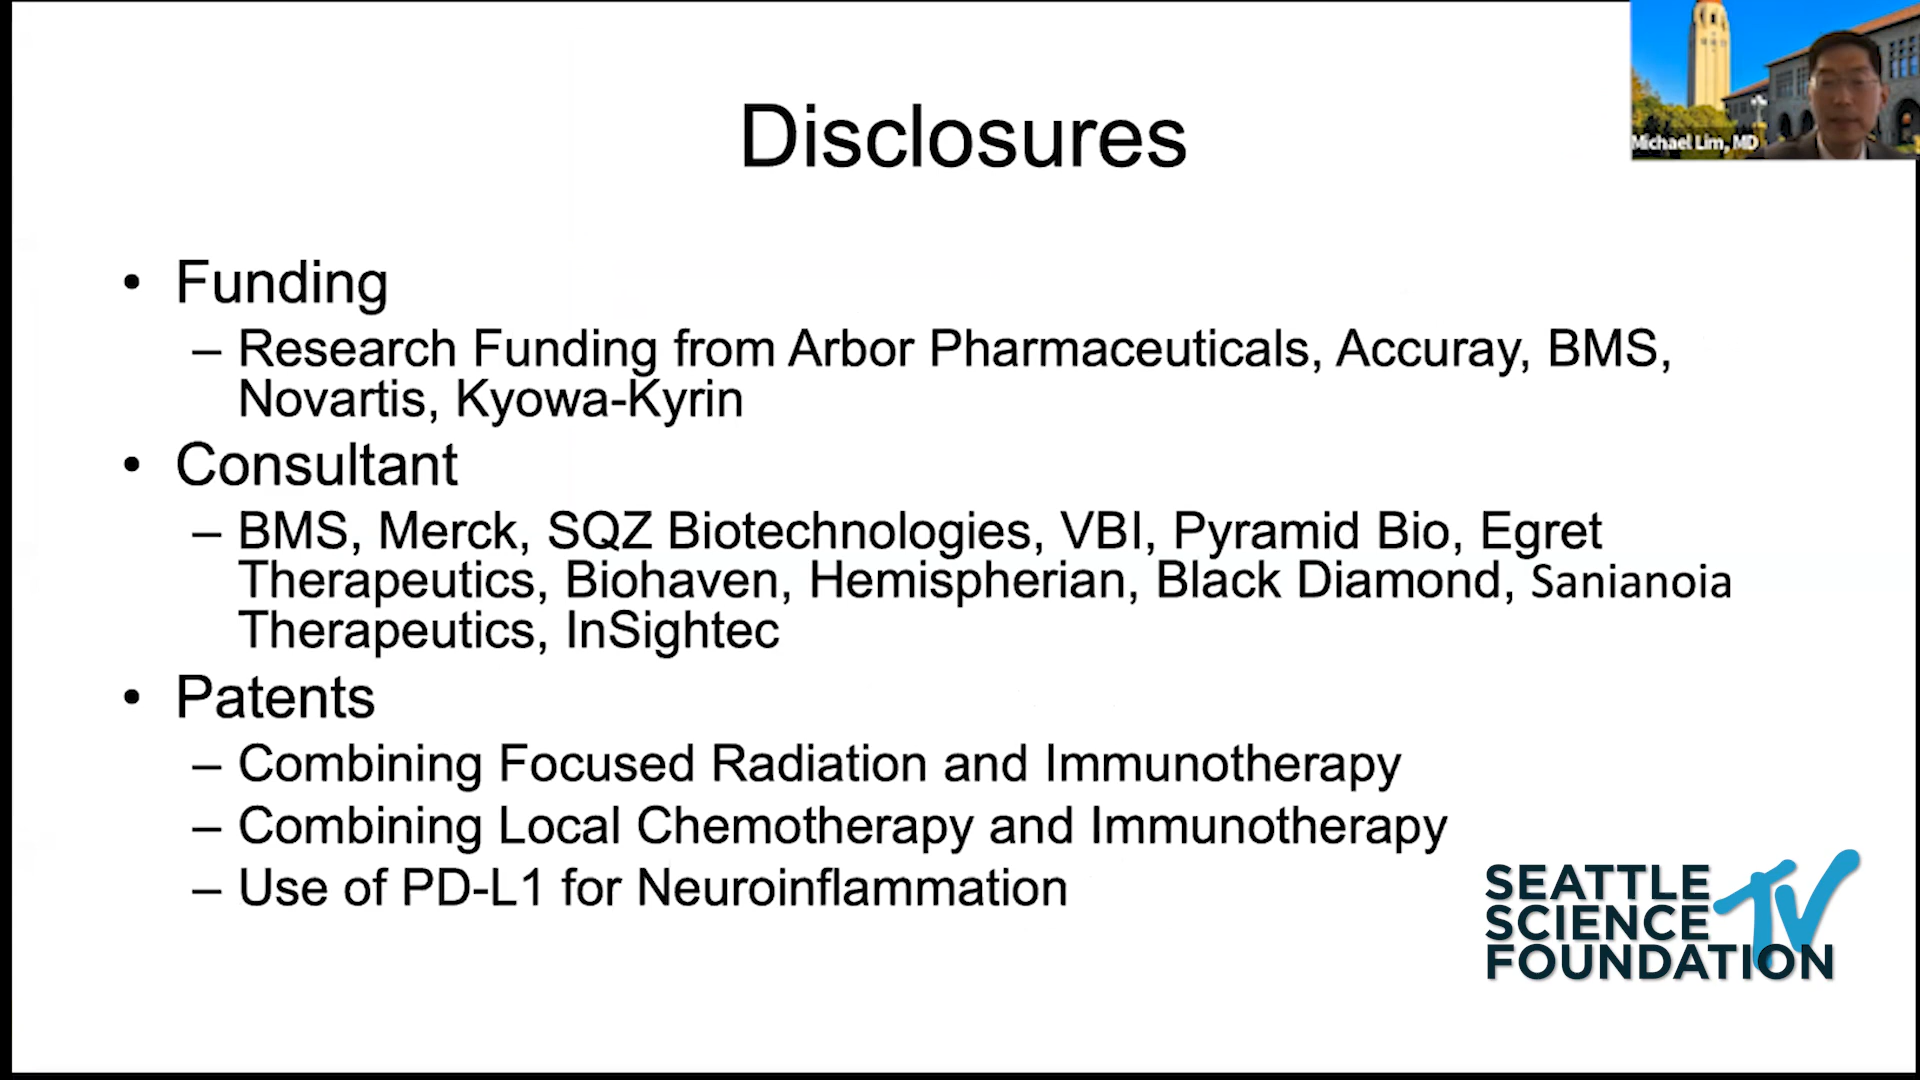 Disclosures
Michael Lim, MD
• Funding
– Research Funding from Arbor Pharmaceuticals, Accuray, BMS,
Novartis, Kyowa-Kyrin
• Consultant
– BMS, Merck, SQZ Biotechnologies, VBI, Pyramid Bio, Egret
Therapeutics, Biohaven, Hemispherian, Black Diamond, Sanianoia
Therapeutics, InSightec
• Patents
– Combining Focused Radiation and Immunotherapy
– Combining Local Chemotherapy and Immunotherapy
– Use of PD-L1 for Neuroinflammation
SEATTLE
SCIENCE TV
FOUNDATION